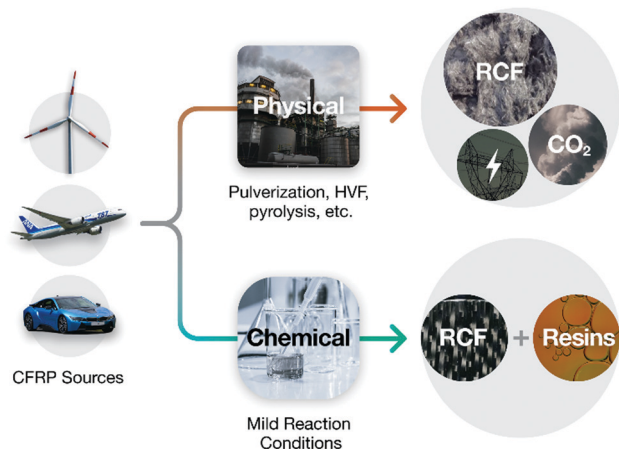 Physical
Pulverization, HVF,
pyrolysis, etc.
RCF
CO₂
CFRP Sources
Chemical
Mild Reaction
Conditions
RCF + Resins